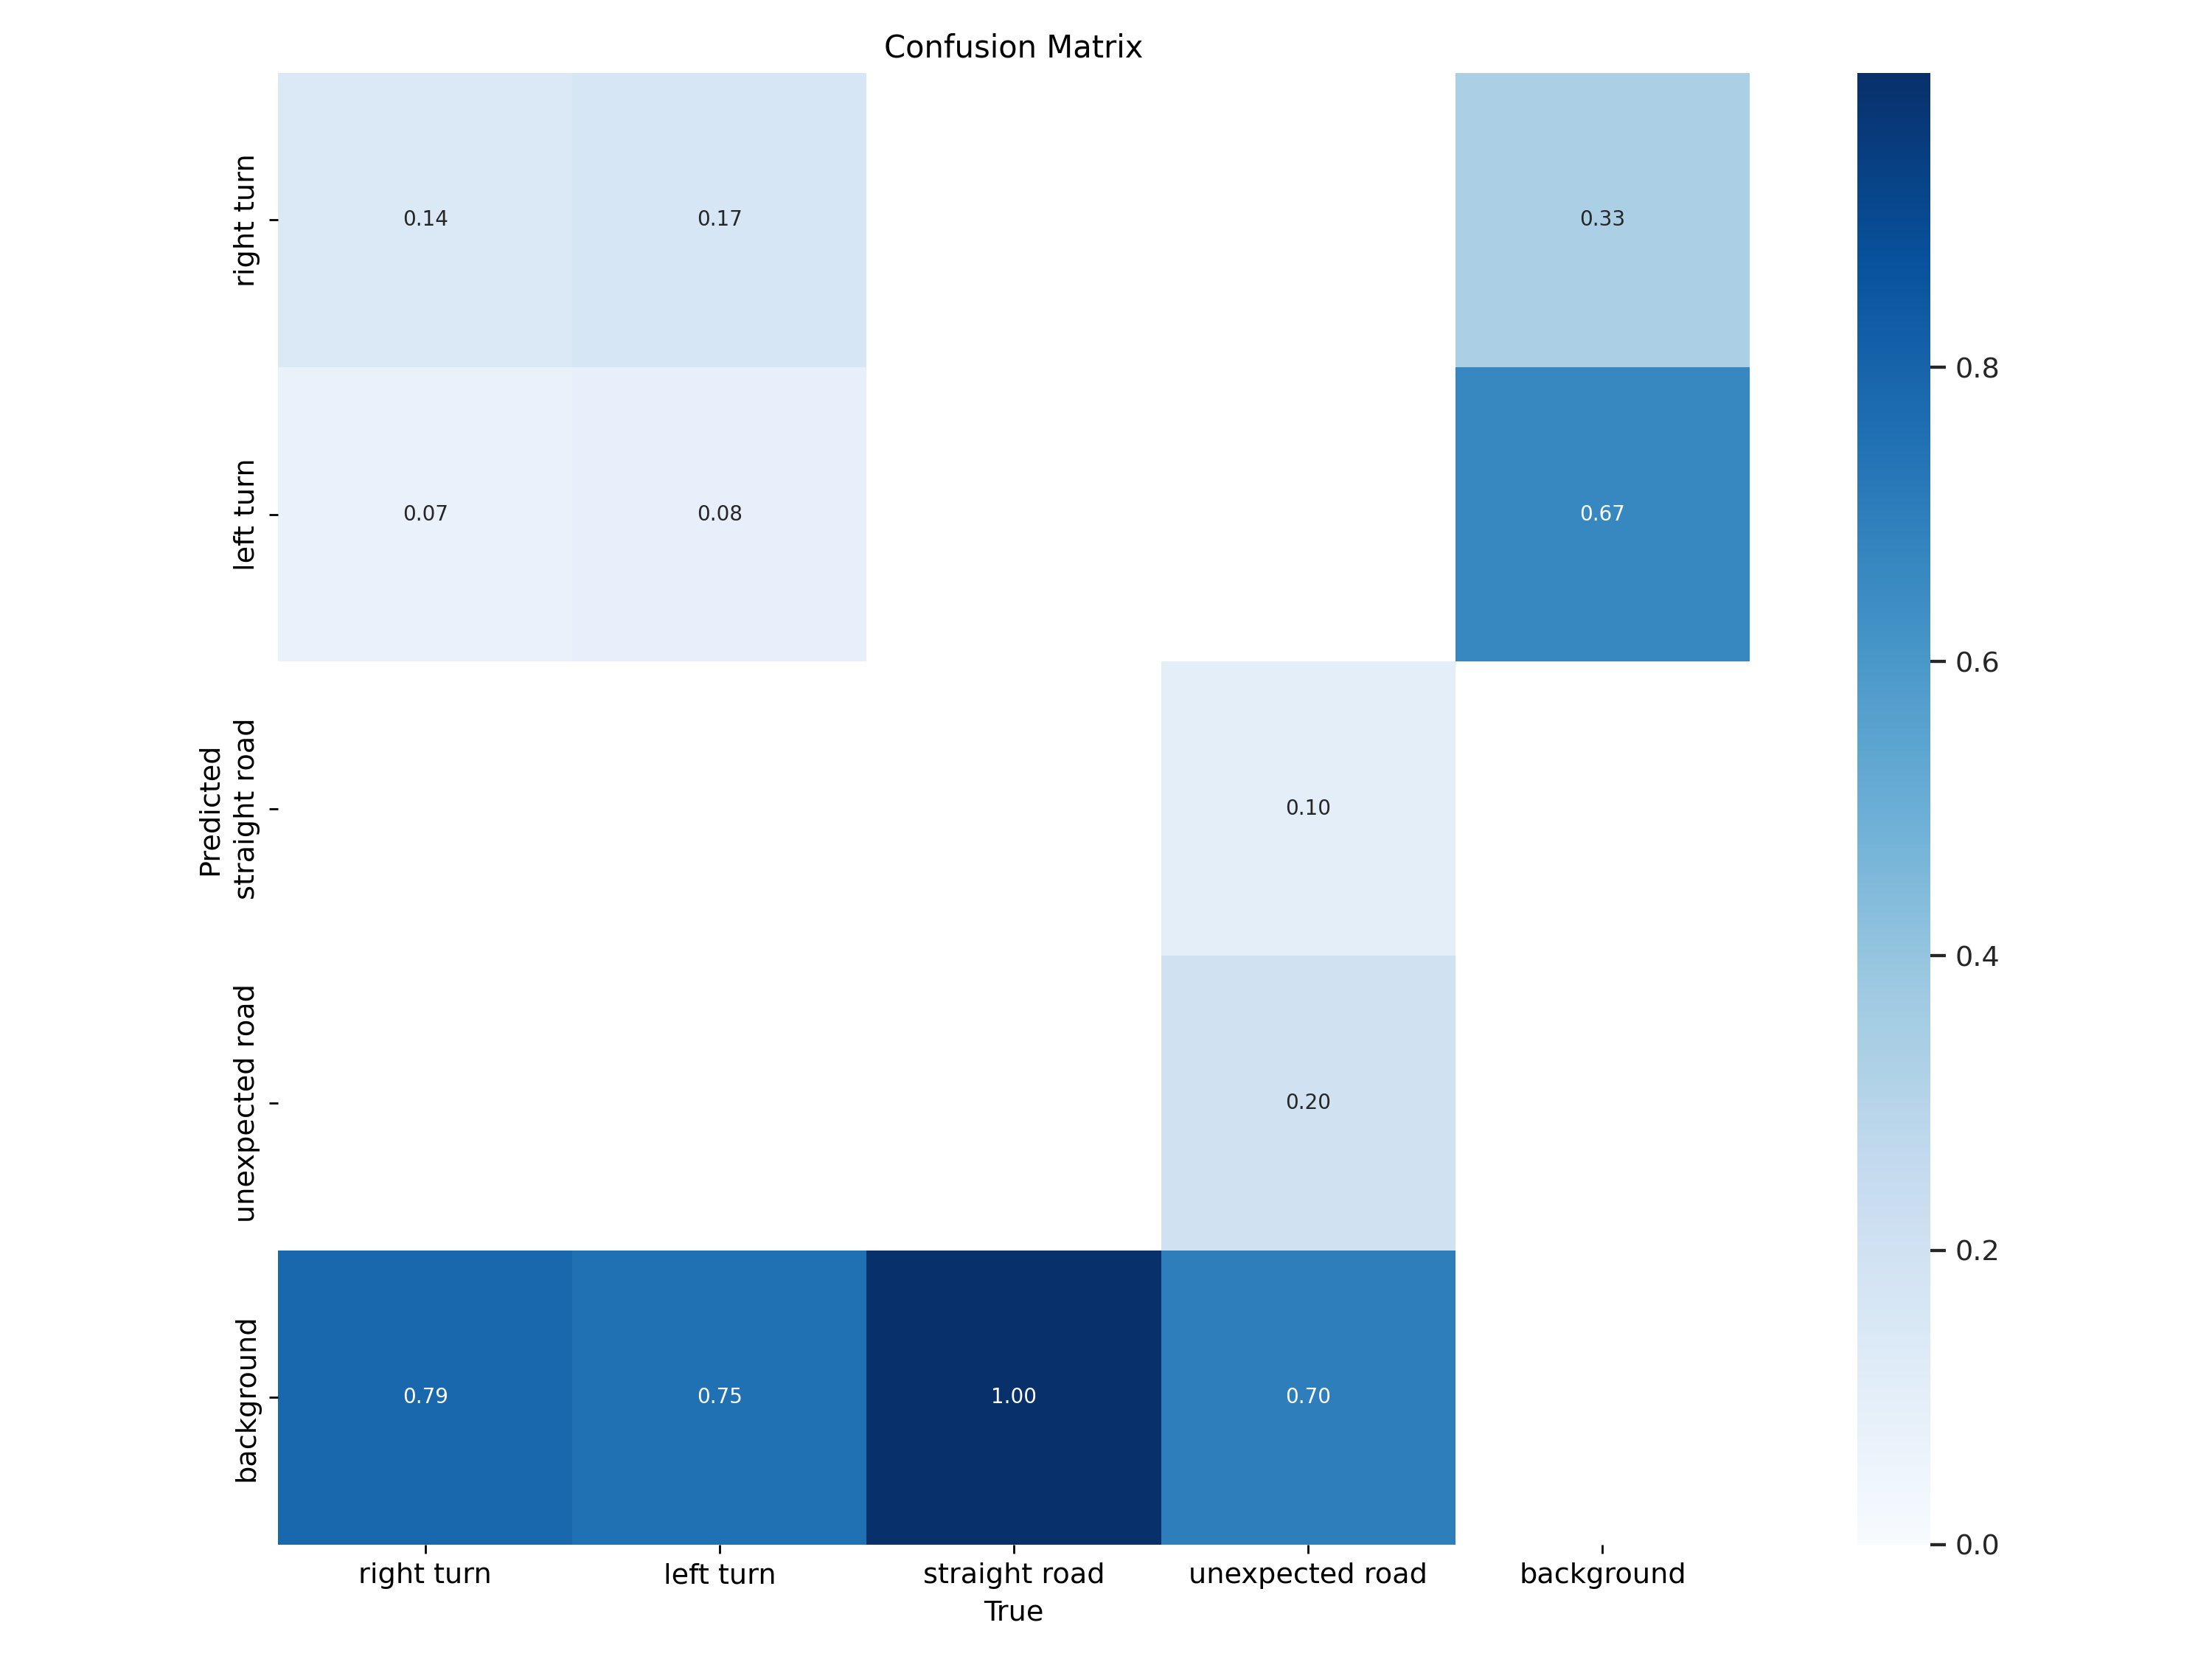 Confusion Matrix
right turn
0.14
0.17
0.33
left turn
0.07
0.08
0.67
Predicted
straight road
0.10
unexpected road
0.20
background
0.79
0.75
1.00
0.70
right turn
left turn
straight road
unexpected road
background
True
0.8
0.6
0.4
0.2
0.0